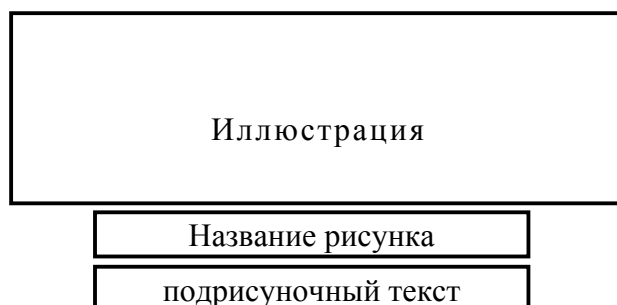 Иллюстрация
Название рисунка
подрисуночный текст